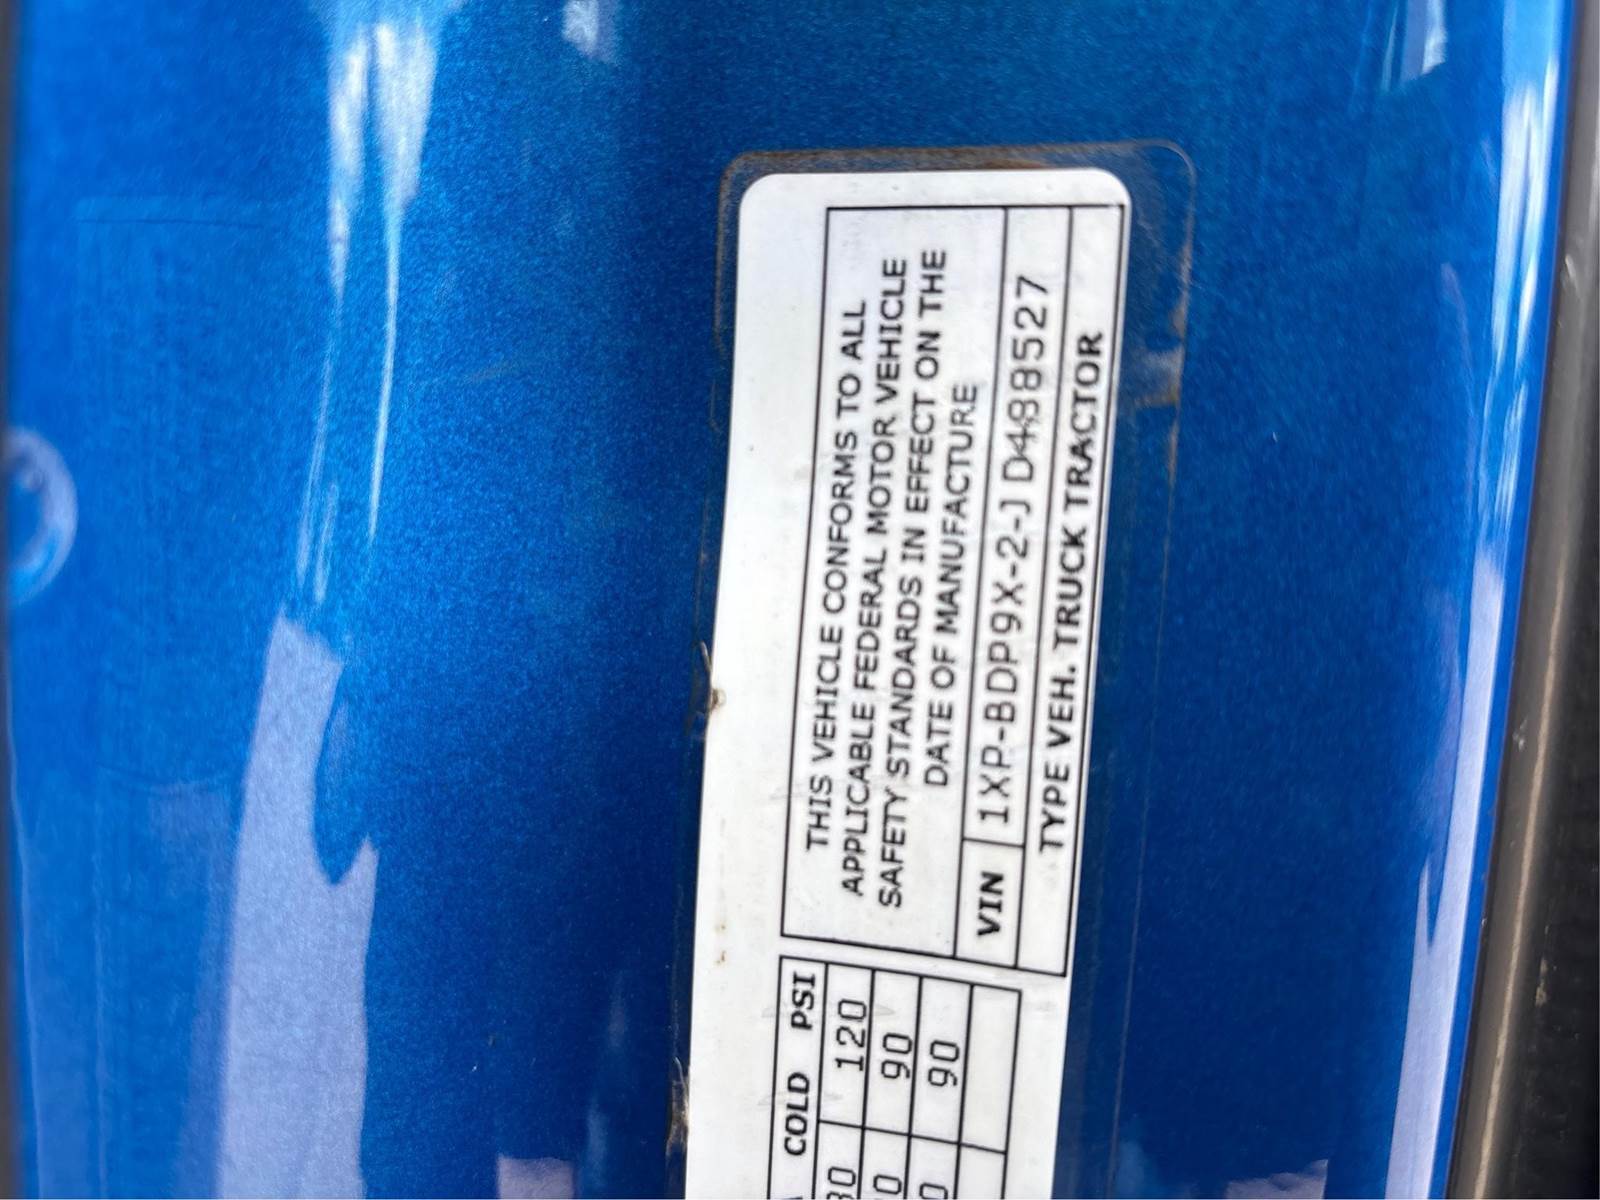 COLD PSI
120
90
90
THIS VEHICLE CONFORMS TO ALL
APPLICABLE FEDERAL MOTOR VEHICLE
SAFETY STANDARDS IN EFFECT ON THE
DATE OF MANUFACTURE
VIN 1XP-BDP9X-2-JD488527
TYPE VEH. TRUCK TRACTOR